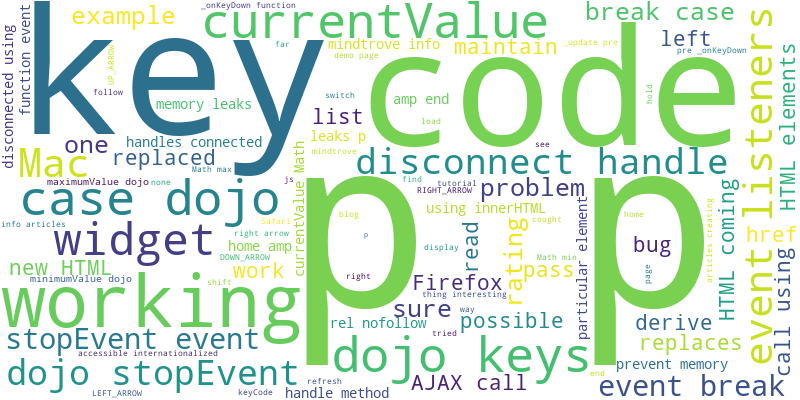 _onKeyDown function
example
currentValue
break case
key
code
mindtrove info
maintain
_update pre
left
pre _onKeyDown
far
demo page
UP_ARROW
function event
disconnected using
follow
memory leaks
switch
amp end
hold
list
load
one
handles connected
leaks p
see
replaced
mindtrove
Mac
Math max
disconnect handle
event listeners
HTML elements
maximumValue dojo
none
js
find
tutorial
RIGHT_ARROW
problem
case dojo
currentValue Math
using innerHTML
p
p
info articles
Safari
blog
cought
home
widget
right arrow
p
read
rating
particular element
bug
href
home amp
display
Math min
HTML coming
articles creating
DOWN_ARROW
new HTML
work
right
pass
page
call using
minimumValue dojo
shift
Firefox
thing interesting
working
sure
way
possible
derive
stopEvent event
rel nofollow
tried
replaces
accessible internationalized
dojo keys
prevent memory
dojo stopEvent
refresh
AJAX call
end
event break
LEFT_ARROW
keyCode
handle method